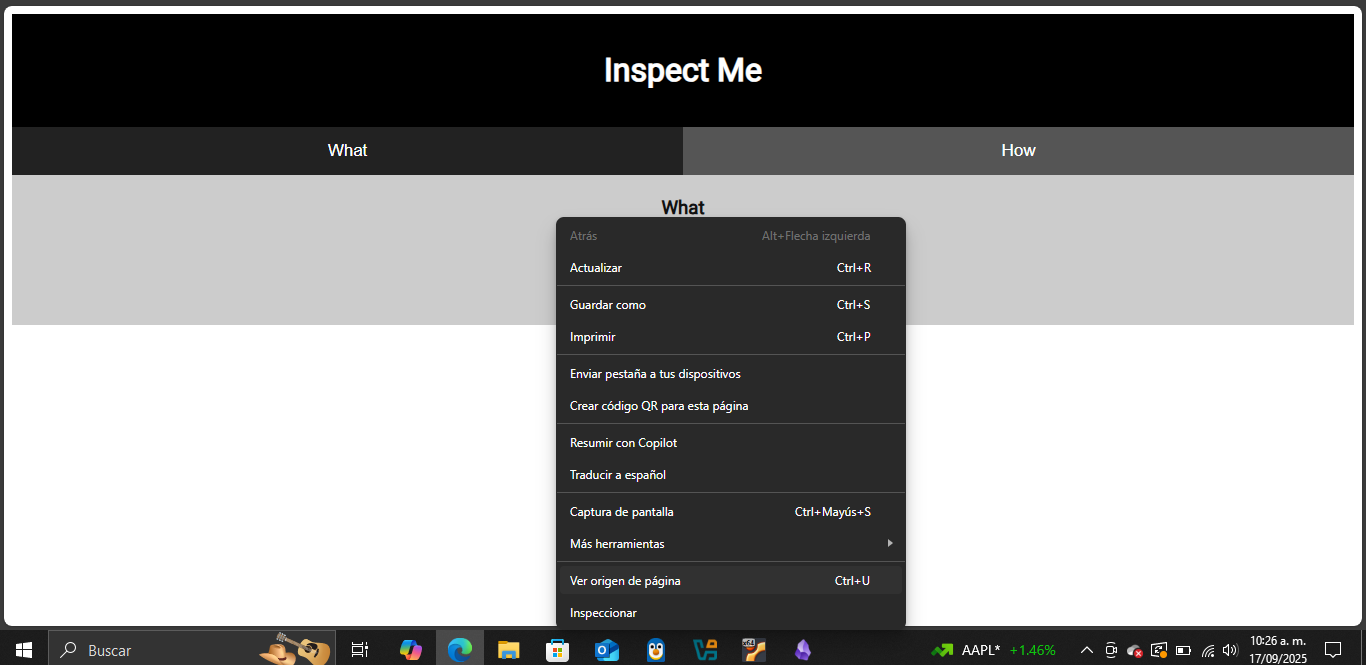 Inspect Me
What How
What
Atrás Alt+Flecha izquierda
Actualizar Ctrl+R
Guardar como Ctrl+S
Imprimir Ctrl+P
Enviar pestaña a tus dispositivos
Crear código QR para esta página
Resumir con Copilot
Traducir a español
Captura de pantalla Ctrl+Mayús+S
Más herramientas
Ver origen de página Ctrl+U
Inspeccionar
Buscar
AAPL* +1.46%
10:26 a. m.
17/09/2025